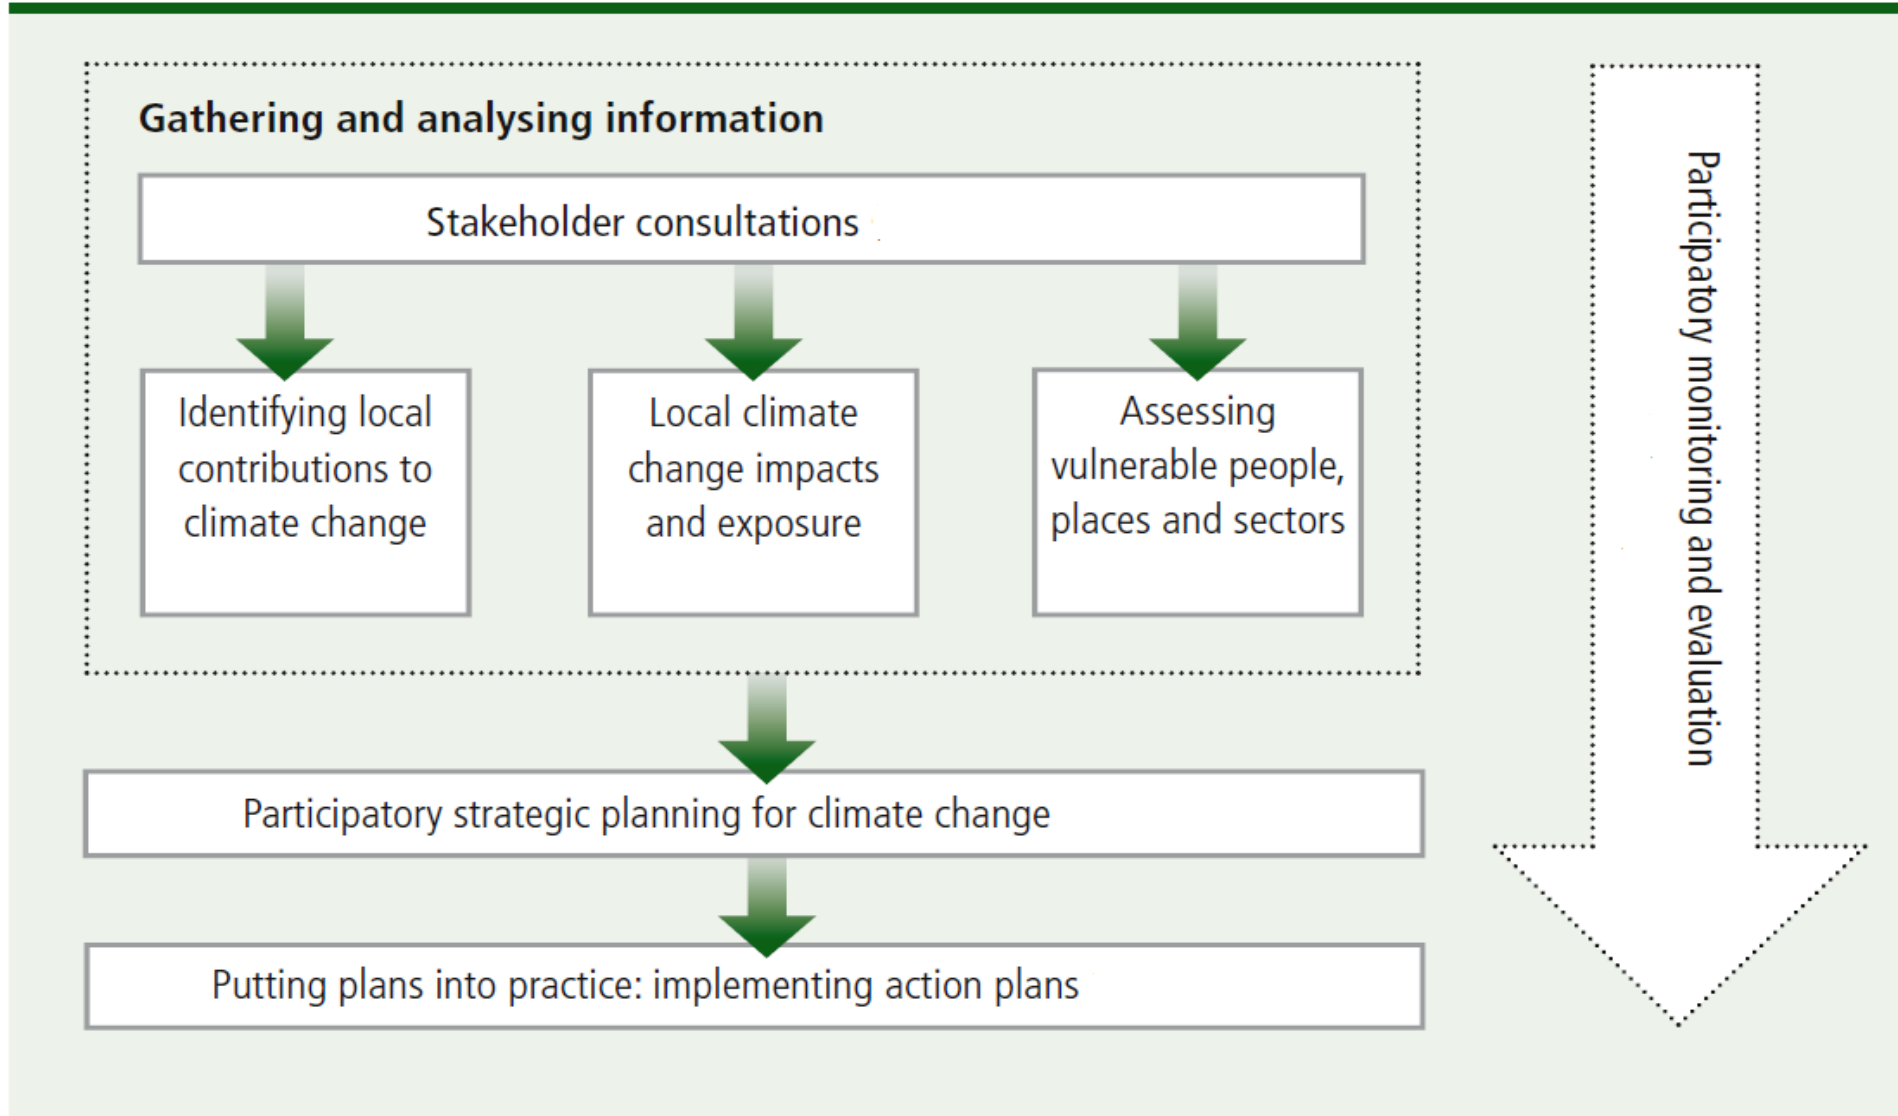 Gathering and analysing information
Stakeholder consultations
Identifying local
contributions to
climate change
Local climate
change impacts
and exposure
Assessing
vulnerable people,
places and sectors
Participatory strategic planning for climate change
Putting plans into practice: implementing action plans
Participatory monitoring and evaluation